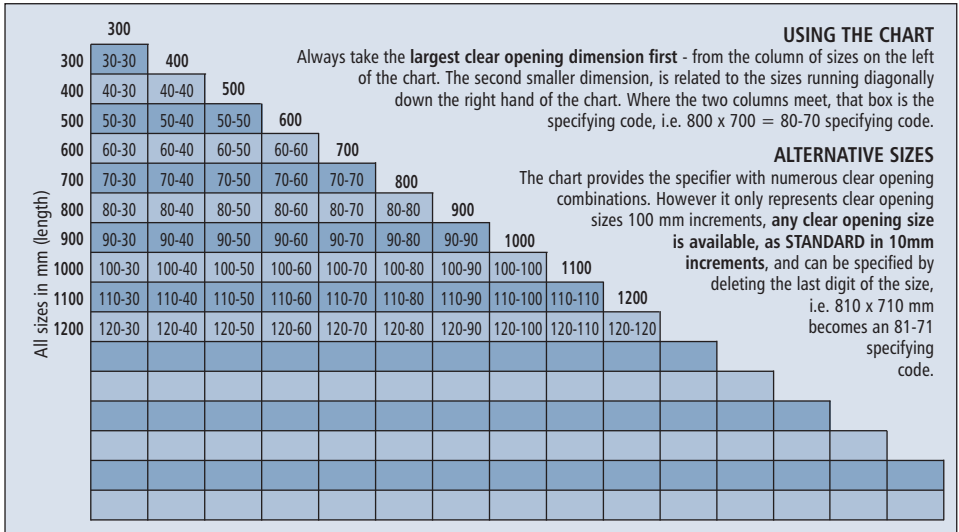 300
300 30-30 400
400 40-30 40-40 500
500 50-30 50-40 50-50 600
600 60-30 60-40 60-50 60-60 700
700 70-30 70-40 70-50 70-60 70-70 800
800 80-30 80-40 80-50 80-60 80-70 80-80 900
900 90-30 90-40 90-50 90-60 90-70 90-80 90-90 1000
1000 100-30 100-40 100-50 100-60 100-70 100-80 100-90 100-100 1100
1100 110-30 110-40 110-50 110-60 110-70 110-80 110-90 110-100 110-110 1200
1200 120-30 120-40 120-50 120-60 120-70 120-80 120-90 120-100 120-110 120-120
All sizes in mm (length)
USING THE CHART
Always take the largest clear opening dimension first - from the column of sizes on the left
of the chart. The second smaller dimension, is related to the sizes running diagonally
down the right hand of the chart. Where the two columns meet, that box is the
specifying code, i.e. 800 x 700 = 80-70 specifying code.
ALTERNATIVE SIZES
The chart provides the specifier with numerous clear opening
combinations. However it only represents clear opening
sizes 100 mm increments, any clear opening size
is available, as STANDARD in 10mm
increments, and can be specified by
deleting the last digit of the size,
i.e. 810 x 710 mm
becomes an 81-71
specifying
code.